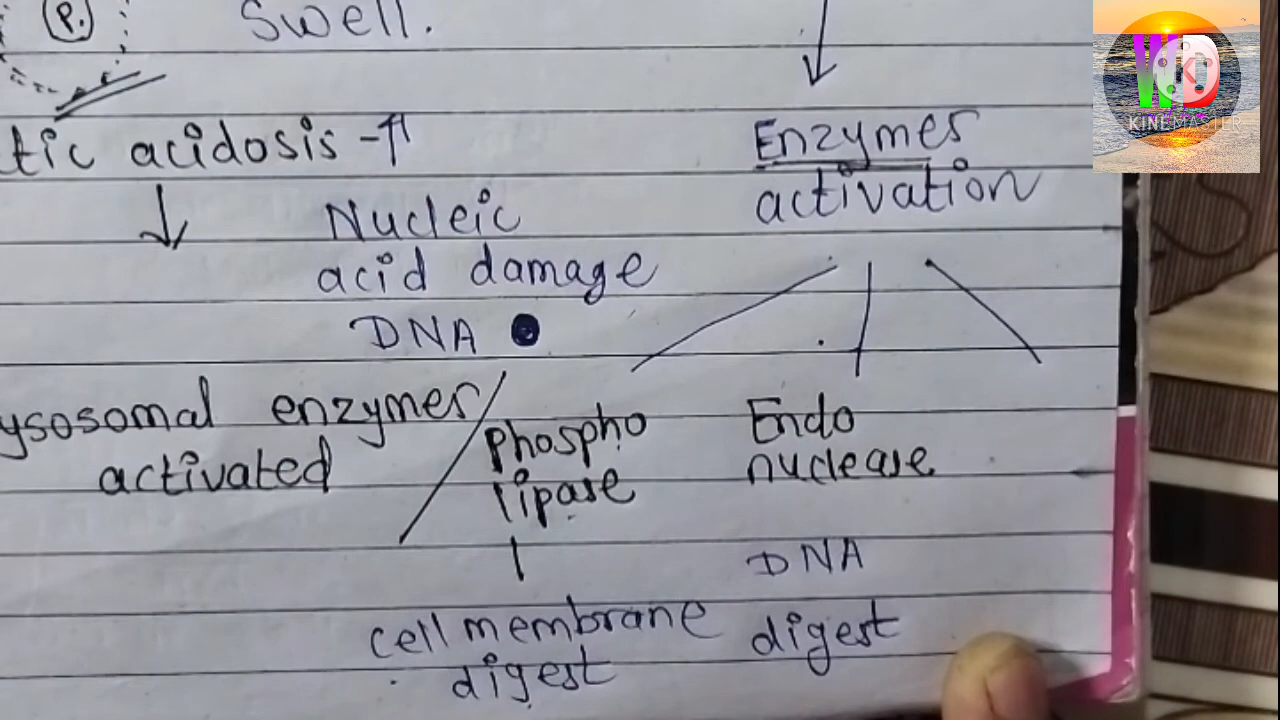 P.
Swell.
tic acidosis -↑
Enzymes
activation
Nucleic
acid damage
DNA
ysosomal enzymes
activated
Phospho
lipase
Endo
nuclease
cell membrane
digest
DNA
digest
KINEMASTER